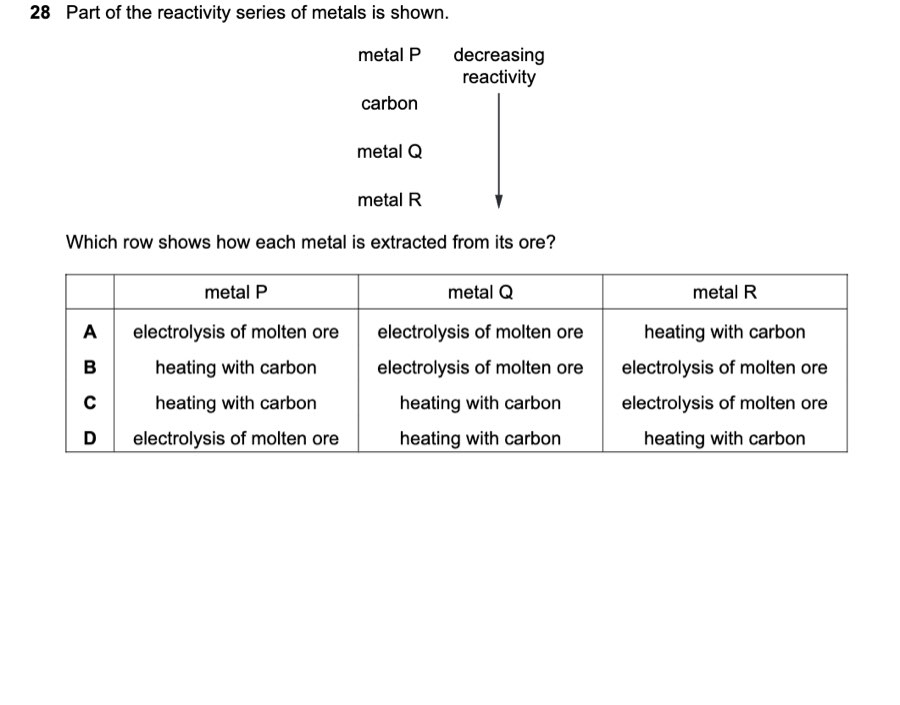 28 Part of the reactivity series of metals is shown.
metal P decreasing
reactivity
carbon
metal Q
metal R
Which row shows how each metal is extracted from its ore?
metal P metal Q metal R
A electrolysis of molten ore electrolysis of molten ore heating with carbon
B heating with carbon electrolysis of molten ore electrolysis of molten ore
C heating with carbon heating with carbon electrolysis of molten ore
D electrolysis of molten ore heating with carbon heating with carbon